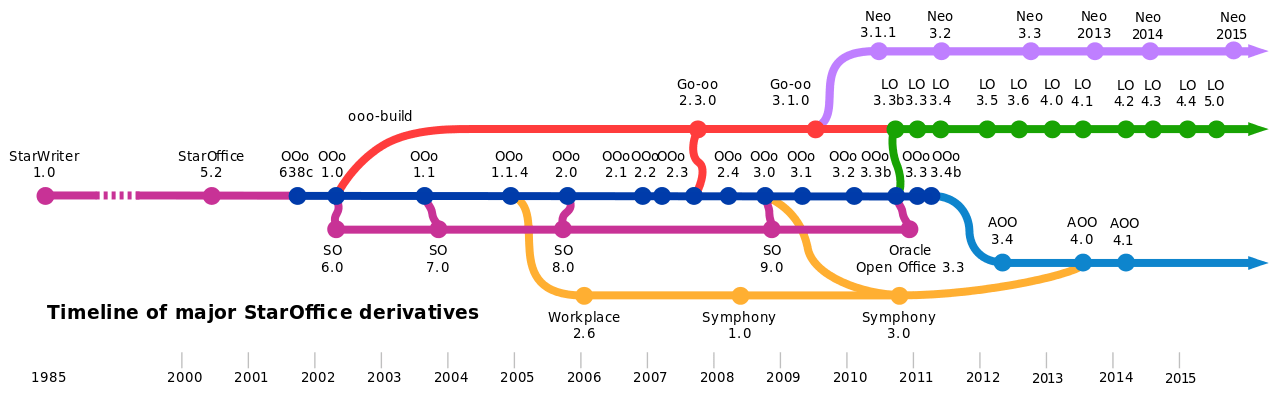 Neo Neo Neo Neo Neo Neo
3.1.1 3.2 3.3 2013 2014 2015
Go-oo Go-oo LO LO LO LO LO LO LO LO LO LO LO
2.3.0 3.1.0 3.3b 3.3 3.4 3.5 3.6 4.0 4.1 4.2 4.3 4.4 5.0
ooo-build
StarWriter StarOffice OOo OOo OOo OOo OOo OOo OOo OOo OOo OOo OOo OOo OOo OOo OOo
1.0 5.2 638c 1.0 1.1 1.1.4 2.0 2.1 2.2 2.3 2.4 3.0 3.1 3.2 3.3b 3.3 3.4b
AOO AOO AOO
3.4 4.0 4.1
SO SO SO SO Oracle
6.0 7.0 8.0 9.0 Open Office 3.3
Timeline of major StarOffice derivatives
Workplace Symphony Symphony
2.6 1.0 3.0
1985 2000 2001 2002 2003 2004 2005 2006 2007 2008 2009 2010 2011 2012 2013 2014 2015